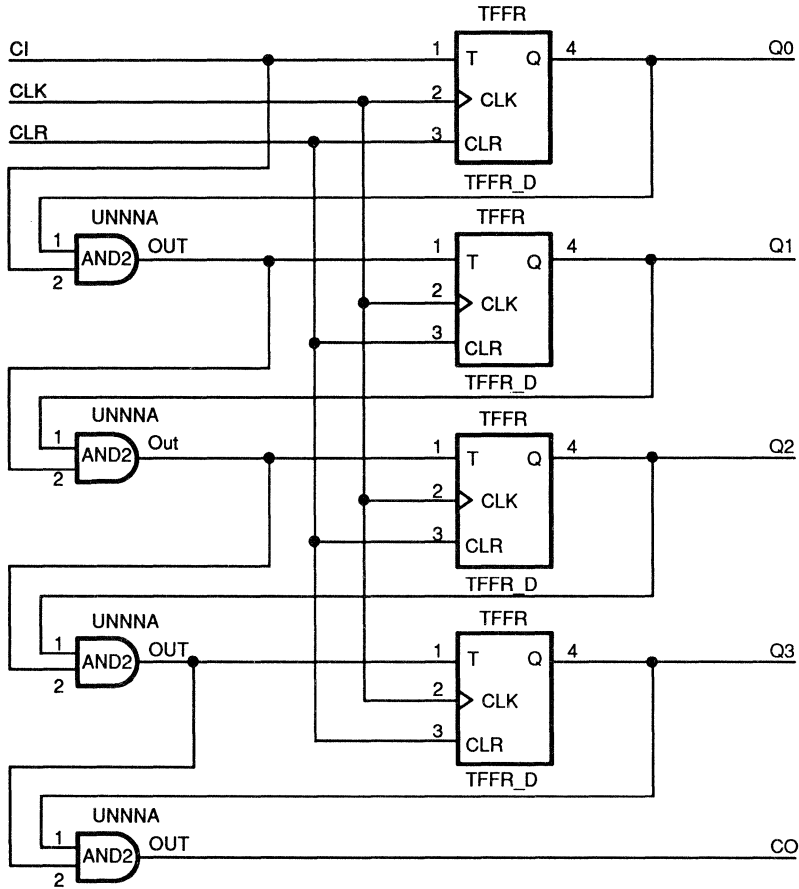 TFFR
CI 1 T Q 4 Q0
CLK 2 CLK
CLR 3 CLR
TFFR_D
UNNNA TFFR
1 AND2 OUT 1 T Q 4 Q1
2
2 CLK
3 CLR
TFFR_D
UNNNA TFFR
1 AND2 Out 1 T Q 4 Q2
2
2 CLK
3 CLR
TFFR_D
UNNNA TFFR
1 AND2 OUT 1 T Q 4 Q3
2 2 CLK
3 CLR
TFFR_D
UNNNA
1 AND2 OUT CO
2